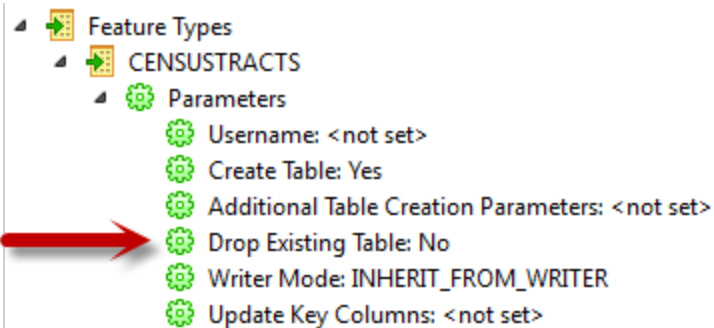 Feature Types
CENSUSTRACTS
Parameters
Username: <not set>
Create Table: Yes
Additional Table Creation Parameters: <not set>
Drop Existing Table: No
Writer Mode: INHERIT_FROM_WRITER
Update Key Columns: <not set>